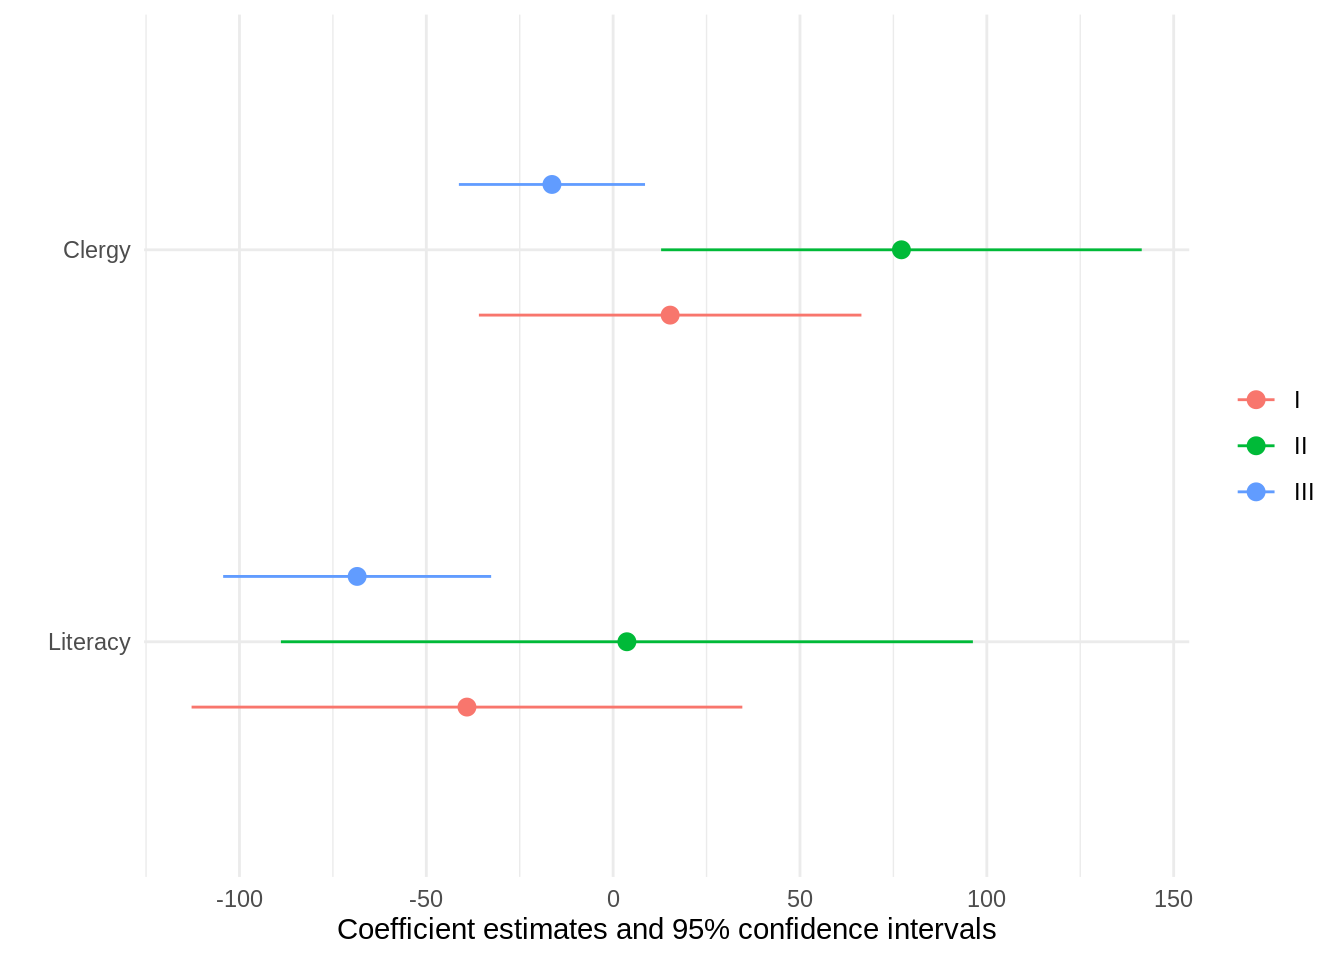 Clergy
Literacy
I
II
III
-100 -50 0 50 100 150
Coefficient estimates and 95% confidence intervals